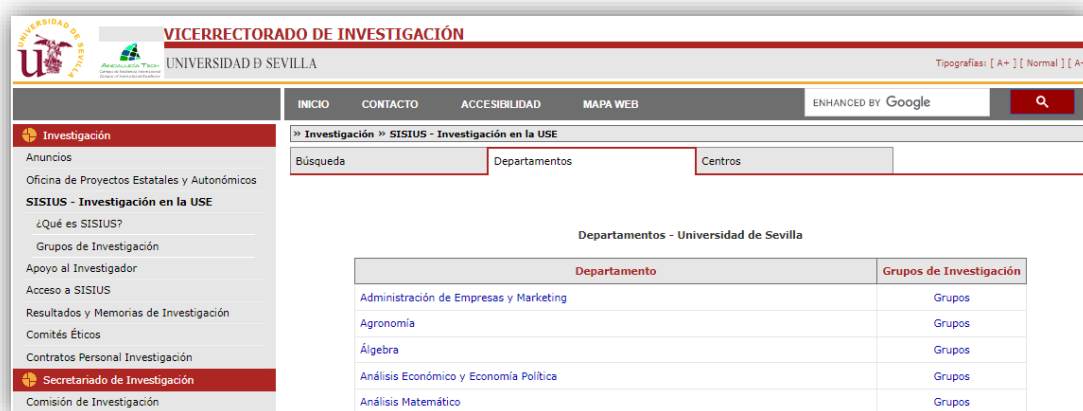 VICERRECTORADO DE INVESTIGACIÓN
ANDALUCÍA TECH
UNIVERSIDAD Ð SEVILLA
Tipografías: [ A+ ] [ Normal ] [ A-
INICIO CONTACTO ACCESIBILIDAD MAPA WEB
ENHANCED BY Google
Investigación
Anuncios
Oficina de Proyectos Estatales y Autonómicos
SISIUS - Investigación en la USE
¿Qué es SISIUS?
Grupos de Investigación
Apoyo al Investigador
Acceso a SISIUS
Resultados y Memorias de Investigación
Comités Éticos
Contratos Personal Investigación
Secretariado de Investigación
Comisión de Investigación
» Investigación » SISIUS - Investigación en la USE
Búsqueda Departamentos Centros
Departamentos - Universidad de Sevilla
Departamento Grupos de Investigación
Administración de Empresas y Marketing Grupos
Agronomía Grupos
Álgebra Grupos
Análisis Económico y Economía Política Grupos
Análisis Matemático Grupos